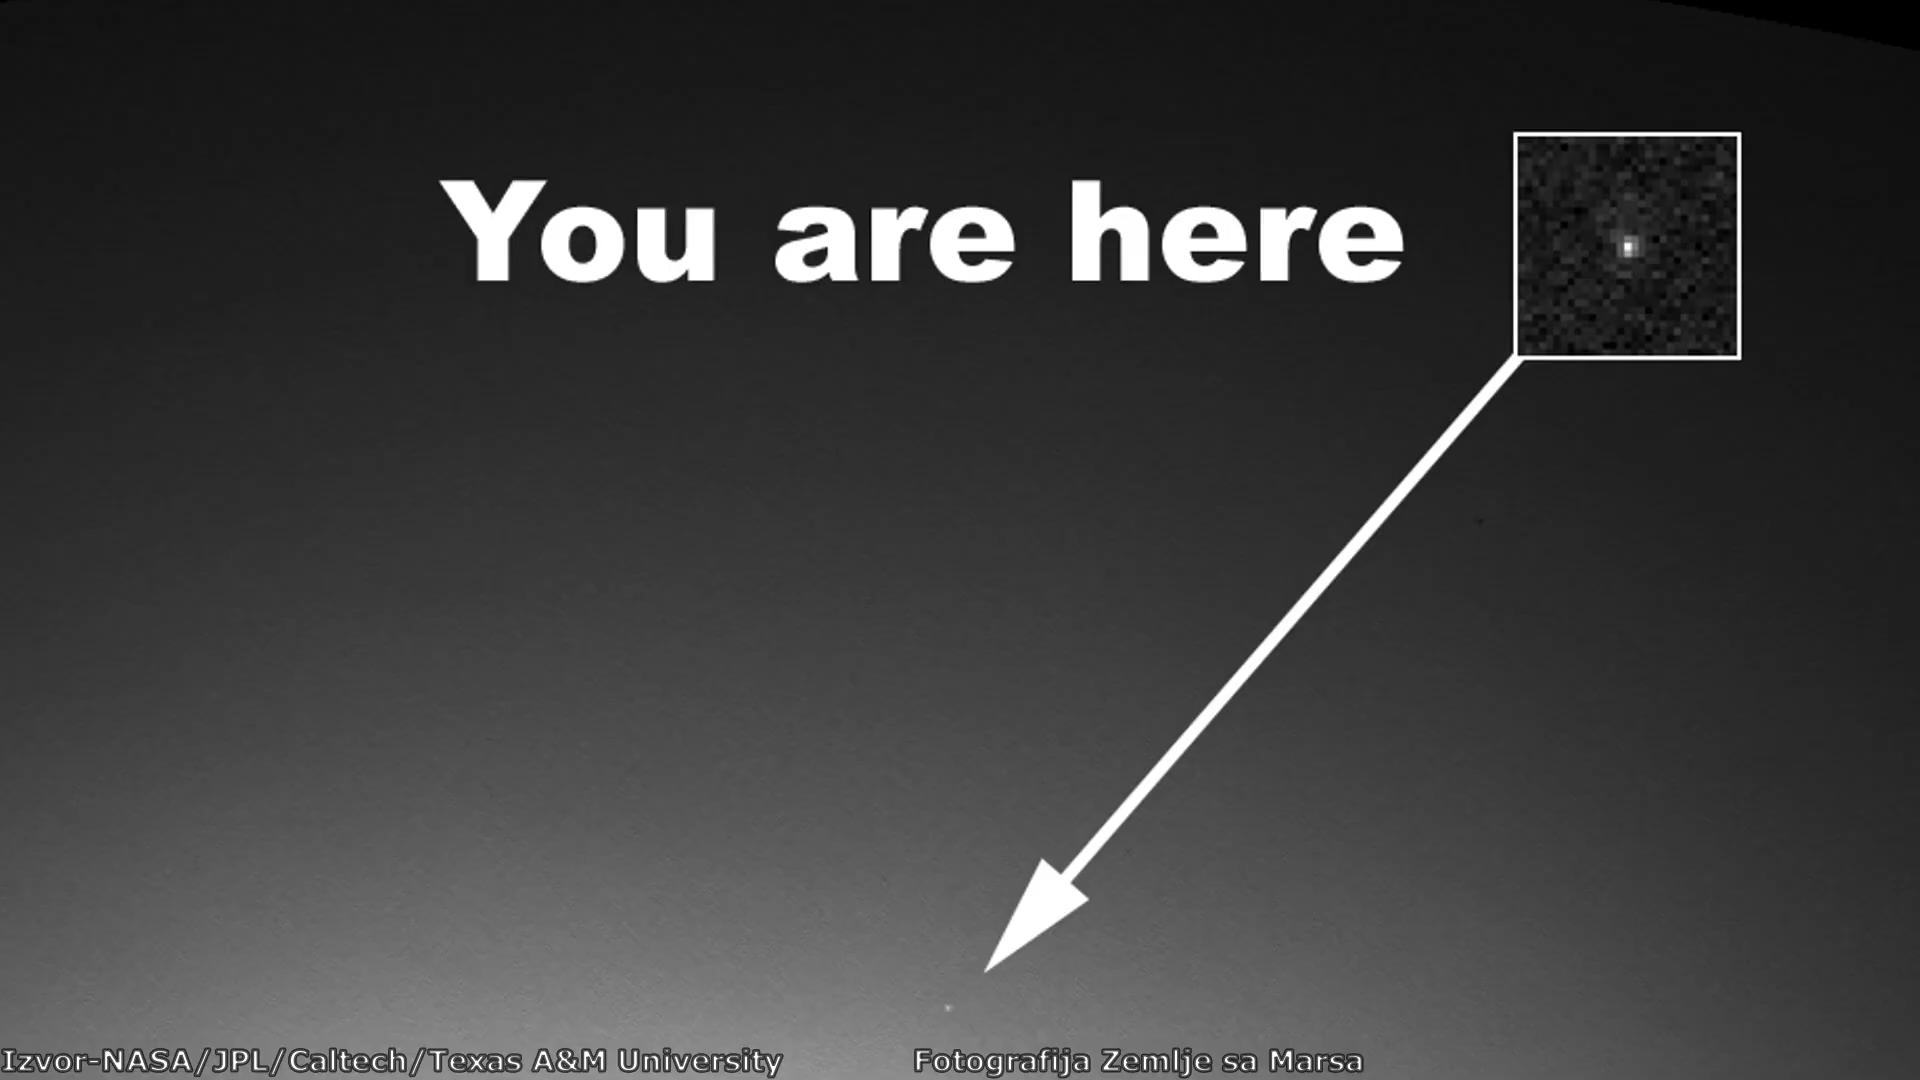 You are here
Izvor-NASA/JPL/Caltech/Texas A&M University
Fotografija Zemlje sa Marsa